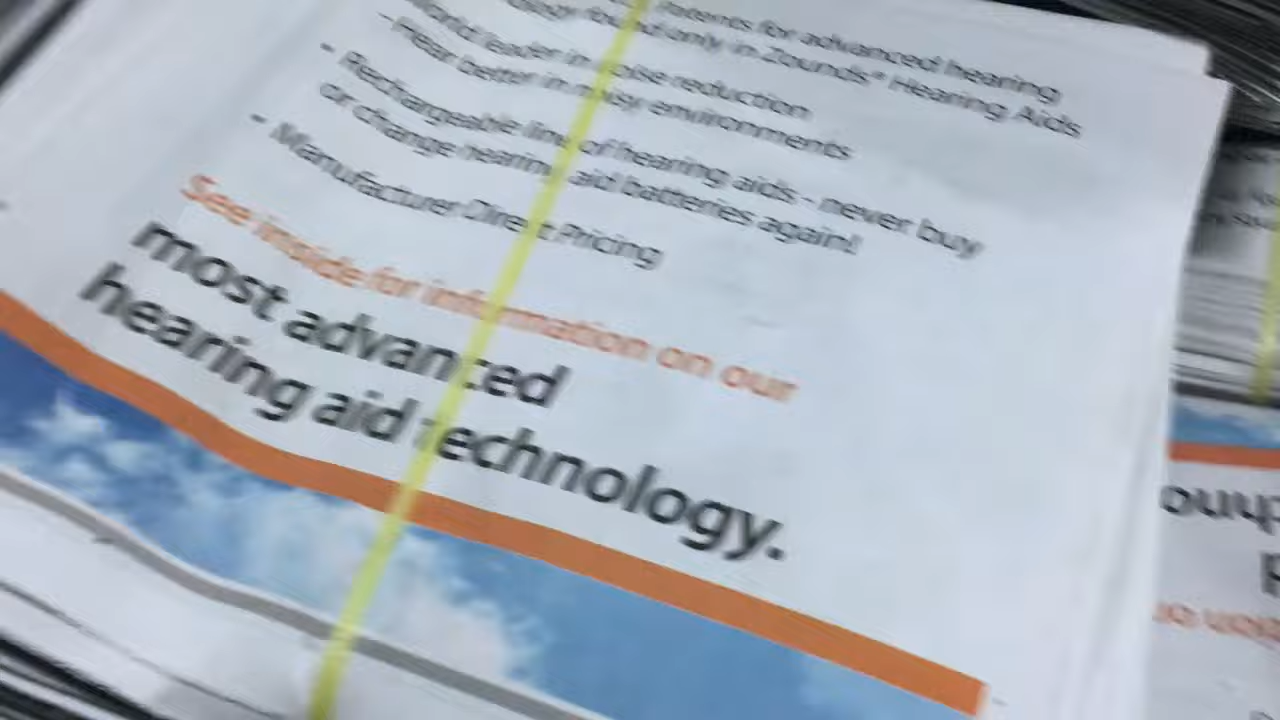 patents for advanced hearing
only in Zounds® Hearing Aids
World leader in noise reduction
- Hear better in noisy environments
- Rechargeable line of hearing aids - never buy
or change hearing aid batteries again!
- Manufacturer Direct Pricing
See inside for information on our
most advanced
hearing aid technology.